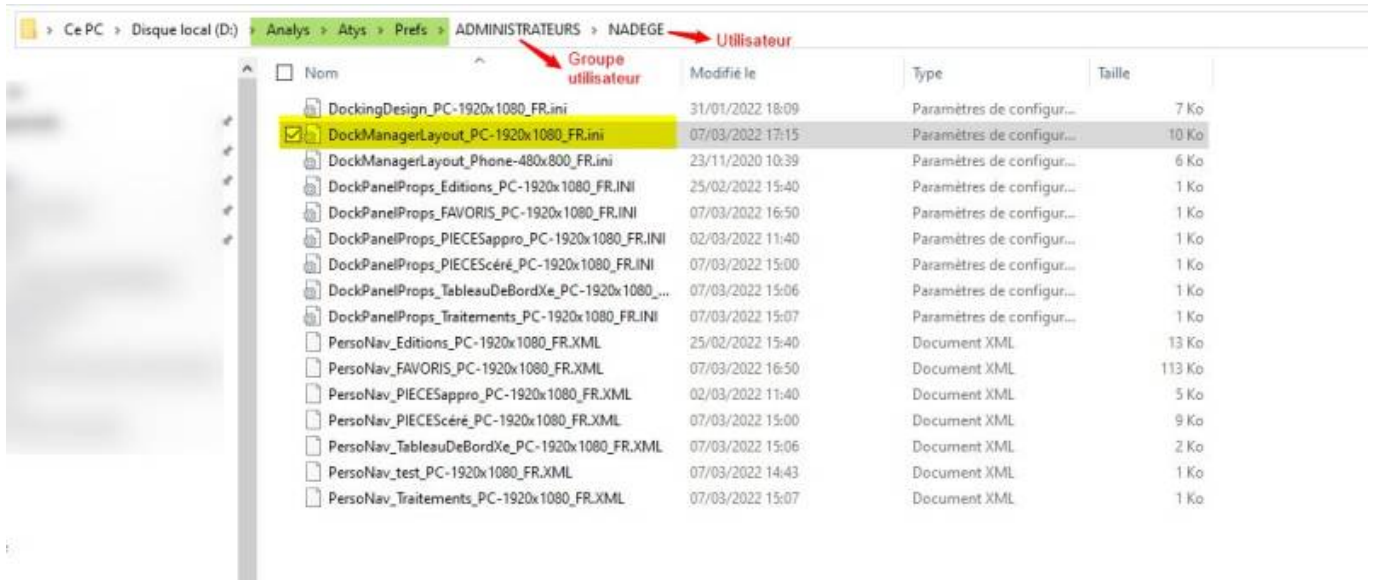 Ce PC > Disque local (D:) > Analys > Atys > Prefs > ADMINISTRATEURS > NADEGE
Utilisateur
Groupe
utilisateur
Nom Modifié le Type Taille
DockingDesign_PC-1920x1080_FR.ini 31/01/2022 18:09 Paramètres de configur... 7 Ko
DockManagerLayout_PC-1920x1080_FR.ini 07/03/2022 17:15 Paramètres de configur... 10 Ko
DockManagerLayout_Phone-480x800_FR.ini 23/11/2020 10:39 Paramètres de configur... 6 Ko
DockPanelProps_Editions_PC-1920x1080_FR.INI 25/02/2022 15:40 Paramètres de configur... 1 Ko
DockPanelProps_FAVORIS_PC-1920x1080_FR.INI 07/03/2022 16:50 Paramètres de configur... 1 Ko
DockPanelProps_PIECESappro_PC-1920x1080_FR.INI 02/03/2022 11:40 Paramètres de configur... 1 Ko
DockPanelProps_PIECEScéré_PC-1920x1080_FR.INI 07/03/2022 15:00 Paramètres de configur... 1 Ko
DockPanelProps_TableauDeBordXe_PC-1920x1080_... 07/03/2022 15:06 Paramètres de configur... 1 Ko
DockPanelProps_Traitements_PC-1920x1080_FR.INI 07/03/2022 15:07 Paramètres de configur... 1 Ko
PersoNav_Editions_PC-1920x1080_FR.XML 25/02/2022 15:40 Document XML 13 Ko
PersoNav_FAVORIS_PC-1920x1080_FR.XML 07/03/2022 16:50 Document XML 113 Ko
PersoNav_PIECESappro_PC-1920x1080_FR.XML 02/03/2022 11:40 Document XML 5 Ko
PersoNav_PIECEScéré_PC-1920x1080_FR.XML 07/03/2022 15:00 Document XML 9 Ko
PersoNav_TableauDeBordXe_PC-1920x1080_FR.XML 07/03/2022 15:06 Document XML 2 Ko
PersoNav_test_PC-1920x1080_FR.XML 07/03/2022 14:43 Document XML 1 Ko
PersoNav_Traitements_PC-1920x1080_FR.XML 07/03/2022 15:07 Document XML 1 Ko